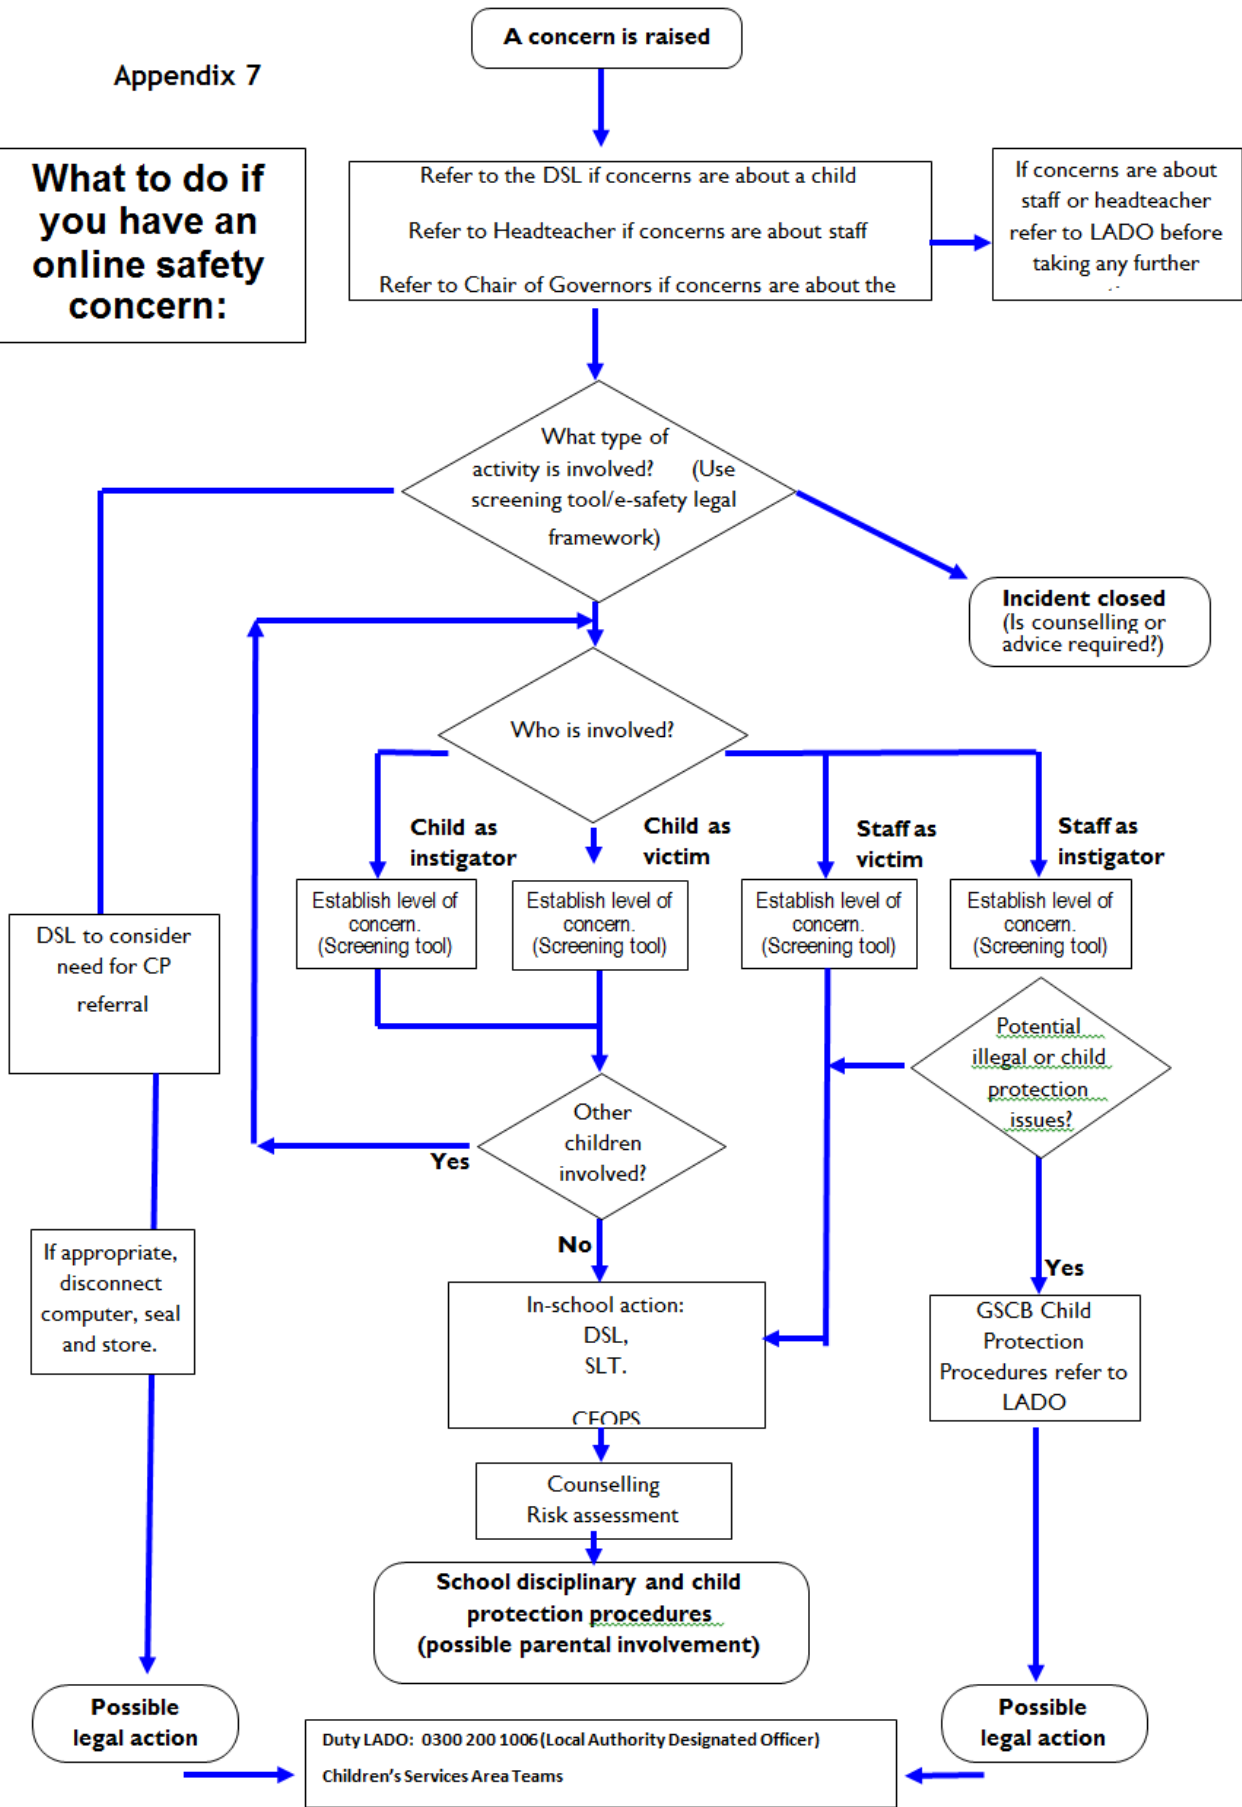 A concern is raised
Appendix 7
What to do if
you have an
online safety
concern:
Refer to the DSL if concerns are about a child
Refer to Headteacher if concerns are about staff
Refer to Chair of Governors if concerns are about the
If concerns are about
staff or headteacher
refer to LADO before
taking any further
What type of
activity is involved? (Use
screening tool/e-safety legal
framework)
Incident closed
(Is counselling or
advice required?)
Who is involved?
Child as
instigator
Child as
victim
Staff as
victim
Staff as
instigator
Establish level of
concern.
(Screening tool)
Establish level of
concern.
(Screening tool)
Establish level of
concern.
(Screening tool)
Establish level of
concern.
(Screening tool)
DSL to consider
need for CP
referral
Potential
illegal or child
protection
issues?
Other
children
involved?
Yes
No
If appropriate,
disconnect
computer, seal
and store.
Yes
In-school action:
DSL,
SLT.
CEOPS
GSCB Child
Protection
Procedures refer to
LADO
Counselling
Risk assessment
School disciplinary and child
protection procedures
(possible parental involvement)
Possible
legal action
Possible
legal action
Duty LADO: 0300 200 1006 (Local Authority Designated Officer)
Children's Services Area Teams